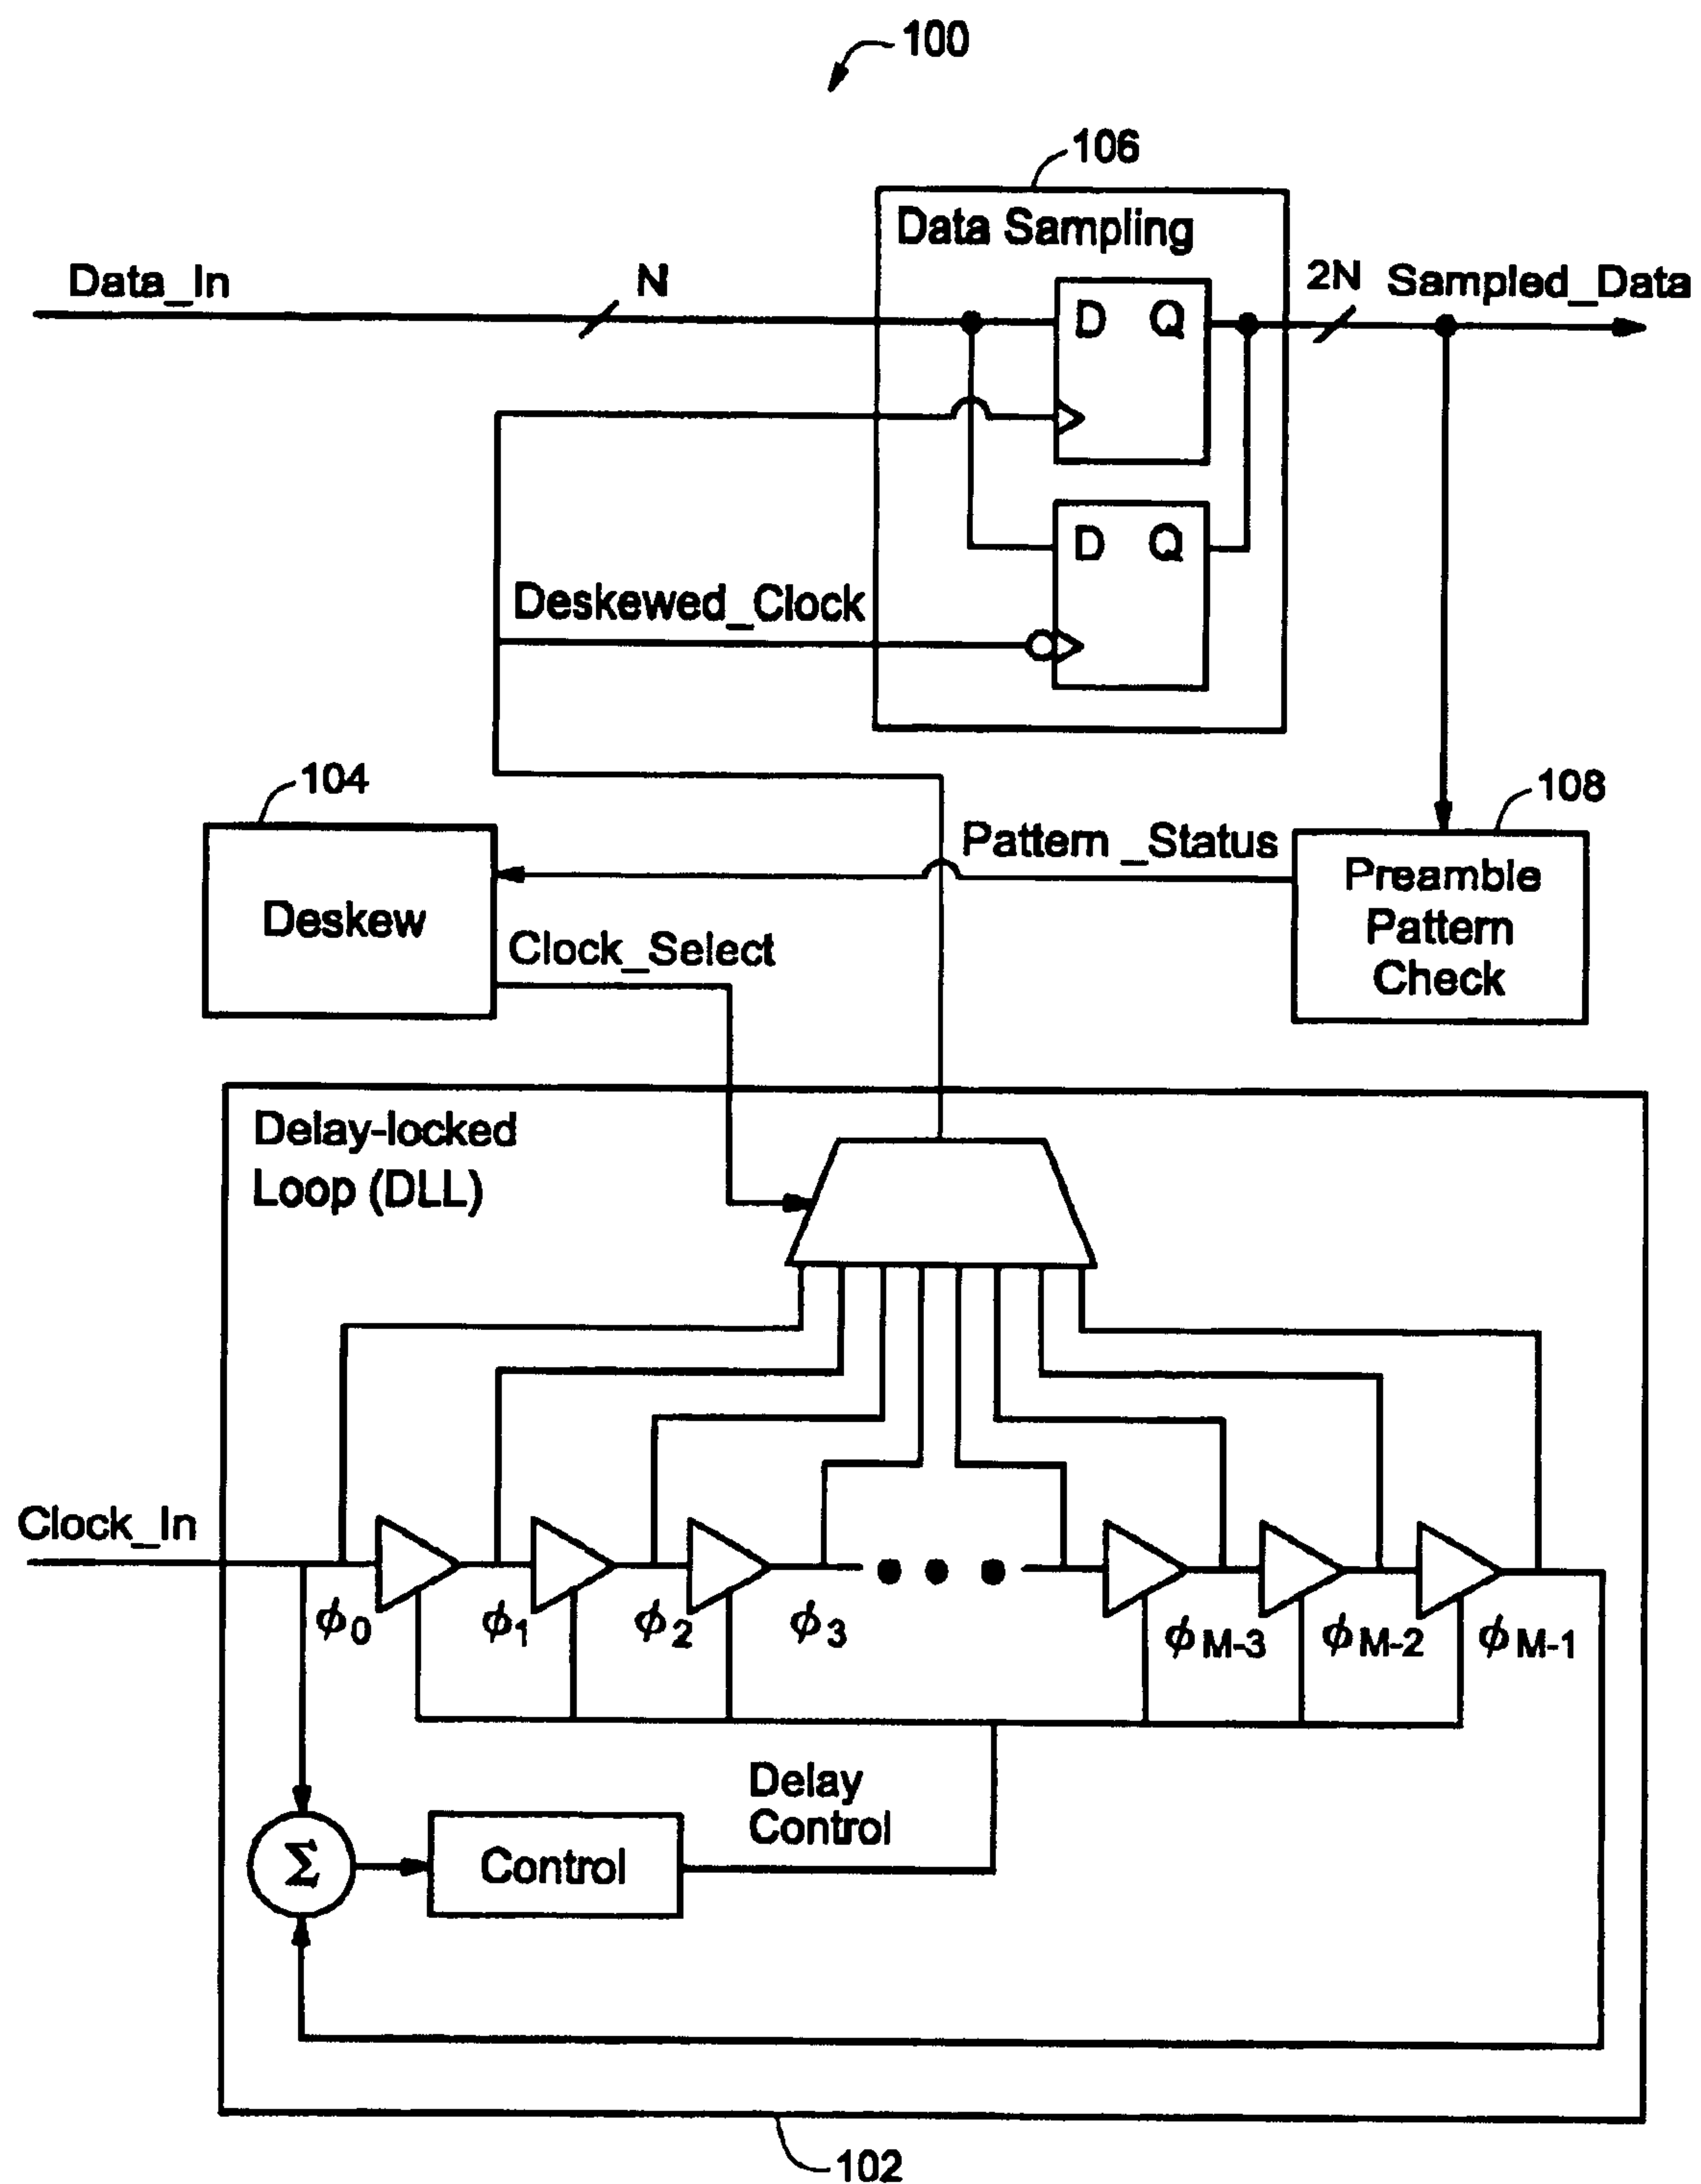 100
106
Data Sampling
Data_In
N
D Q
2N
Sampled_Data
D Q
Deskewed_Clock
104
108
Deskew
Pattern _Status
Preamble
Pattern
Check
Clock_Select
Delay-locked
Loop (DLL)
Clock_In
ϕ0 ϕ1 ϕ2 ϕ3 ϕM-3 ϕM-2 ϕM-1
Delay
Control
Σ
Control
102